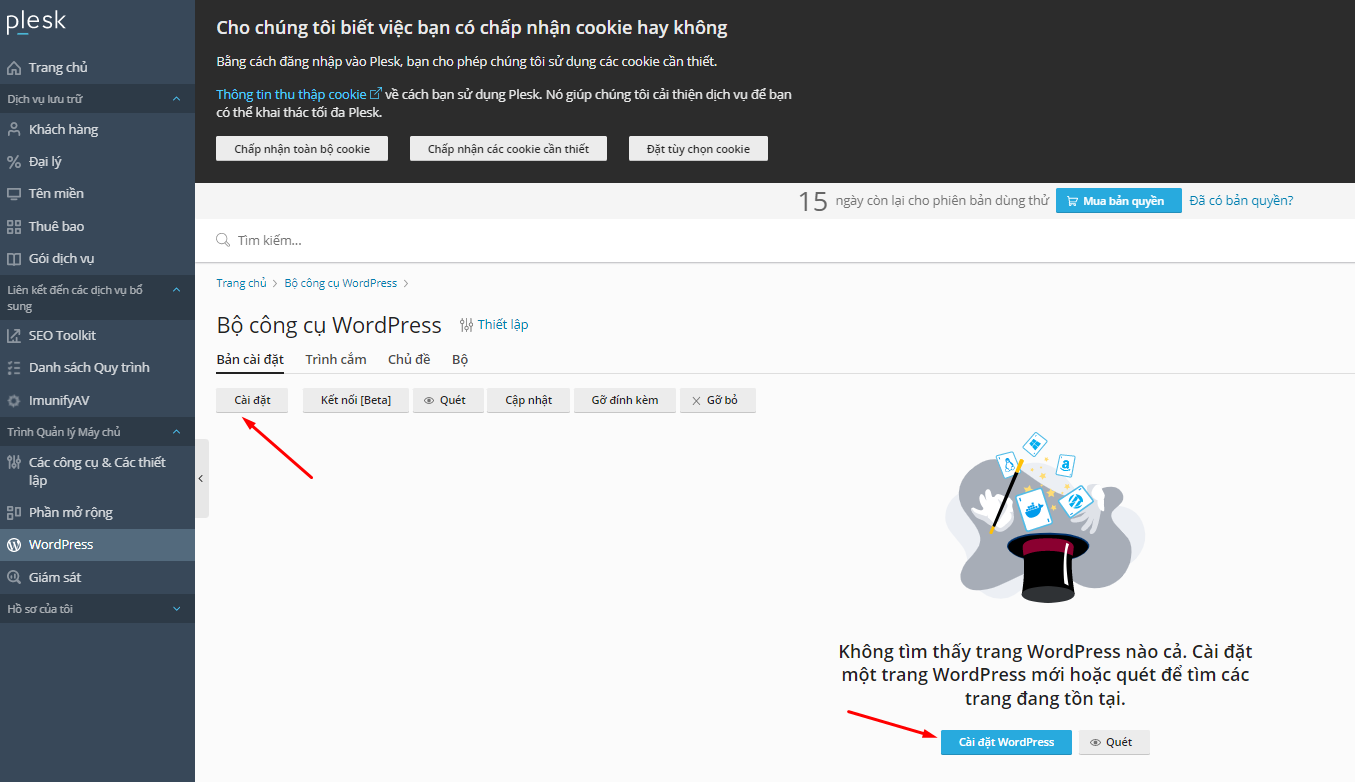 plesk
Trang chủ
Dịch vụ lưu trữ
Khách hàng
Đại lý
Tên miền
Thuê bao
Gói dịch vụ
Liên kết đến các dịch vụ bổ
sung
SEO Toolkit
Danh sách Quy trình
ImunifyAV
Trình Quản lý Máy chủ
Các công cụ & Các thiết
lập
Phần mở rộng
WordPress
Giám sát
Hồ sơ của tôi
Cho chúng tôi biết việc bạn có chấp nhận cookie hay không
Bằng cách đăng nhập vào Plesk, bạn cho phép chúng tôi sử dụng các cookie cần thiết.
Thông tin thu thập cookie về cách bạn sử dụng Plesk. Nó giúp chúng tôi cải thiện dịch vụ để bạn
có thể khai thác tối đa Plesk.
Chấp nhận toàn bộ cookie Chấp nhận các cookie cần thiết Đặt tùy chọn cookie
15 ngày còn lại cho phiên bản dùng thử Mua bản quyền Đã có bản quyền?
Tìm kiếm...
Trang chủ > Bộ công cụ WordPress >
Bộ công cụ WordPress Thiết lập
Bản cài đặt Trình cắm Chủ đề Bộ
Cài đặt Kết nối [Beta] Quét Cập nhật Gỡ đính kèm Gỡ bỏ
Không tìm thấy trang WordPress nào cả. Cài đặt
một trang WordPress mới hoặc quét để tìm các
trang đang tồn tại.
Cài đặt WordPress Quét